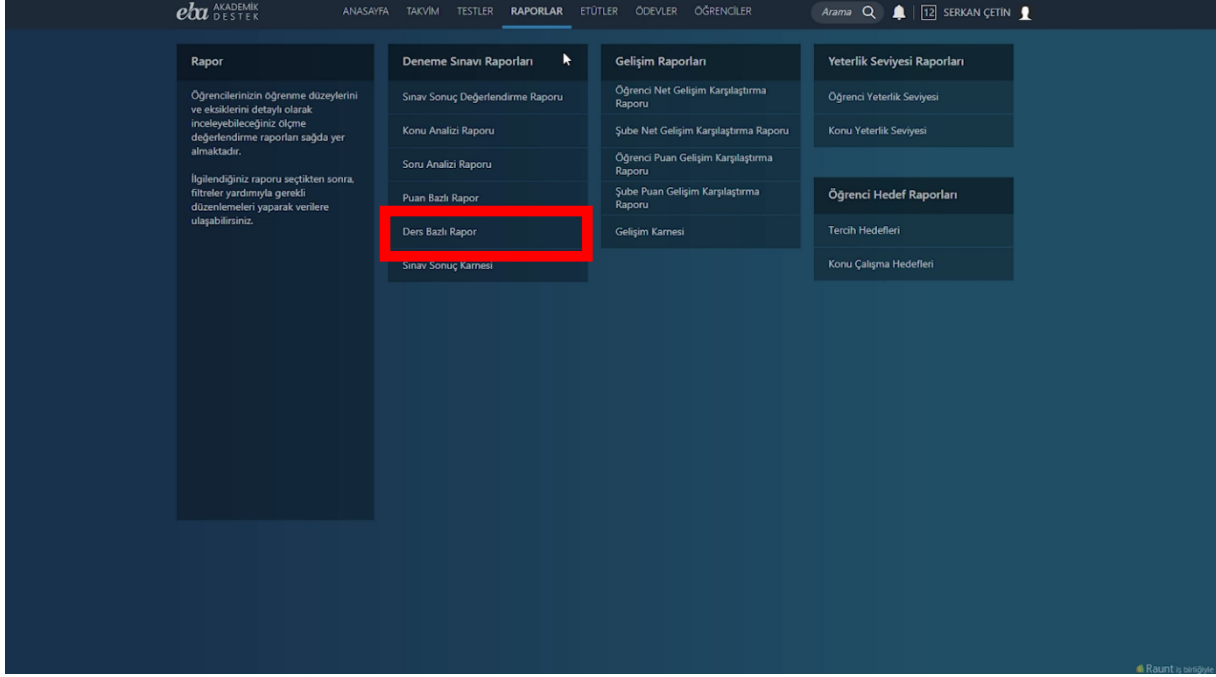 eba AKADEMİK
DESTEK
ANASAYFA TAKVİM TESTLER RAPORLAR ETÜTLER ÖDEVLER ÖĞRENCİLER
Arama
12 SERKAN ÇETİN
Rapor
Öğrencilerinizin öğrenme düzeylerini
ve eksiklerini detaylı olarak
inceleyebileceğiniz ölçme
değerlendirme raporları sağda yer
almaktadır.
İlgilendiğiniz raporu seçtikten sonra,
filtreler yardımıyla gerekli
düzenlemeleri yaparak verilere
ulaşabilirsiniz.
Deneme Sınavı Raporları
Sınav Sonuç Değerlendirme Raporu
Konu Analizi Raporu
Soru Analizi Raporu
Puan Bazlı Rapor
Ders Bazlı Rapor
Sınav Sonuç Karnesi
Gelişim Raporları
Öğrenci Net Gelişim Karşılaştırma
Raporu
Şube Net Gelişim Karşılaştırma Raporu
Öğrenci Puan Gelişim Karşılaştırma
Raporu
Şube Puan Gelişim Karşılaştırma
Raporu
Gelişim Karnesi
Yeterlik Seviyesi Raporları
Öğrenci Yeterlik Seviyesi
Konu Yeterlik Seviyesi
Öğrenci Hedef Raporları
Tercih Hedefleri
Konu Çalışma Hedefleri
Raunt iş birliğiyle